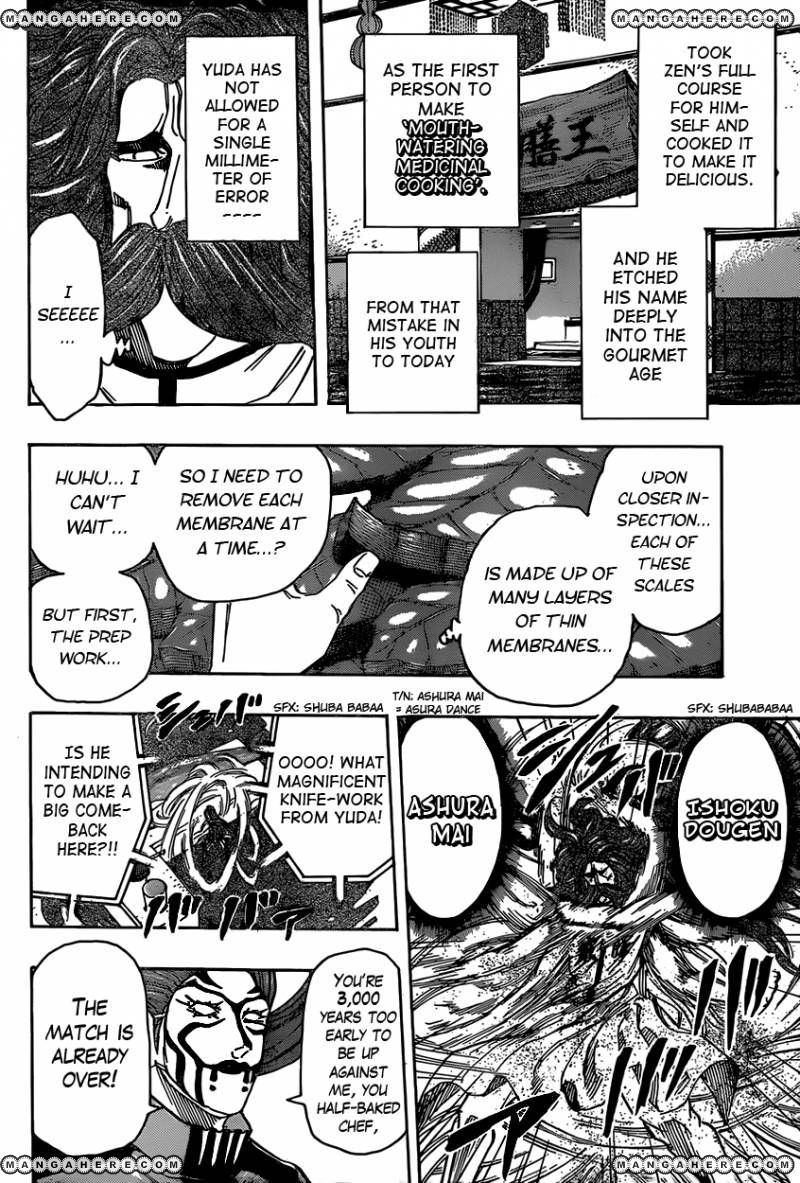 MANGAHERE.COM
MANGAHERE.COM
TOOK
ZEN'S FULL
COURSE
FOR HIM-
SELF AND
COOKED IT
TO MAKE IT
DELICIOUS.
膳王
AND HE
ETCHED
HIS NAME
DEEPLY
INTO THE
GOURMET
AGE
AS THE FIRST
PERSON TO
MAKE
'MOUTH-
WATERING
MEDICINAL
COOKING'.
FROM THAT
MISTAKE IN
HIS YOUTH
TO TODAY
YUDA HAS
NOT
ALLOWED
FOR A
SINGLE
MILLIME-
TER OF
ERROR
----
I
SEEEEE
...
UPON
CLOSER IN-
SPECTION...
EACH OF
THESE
SCALES
IS MADE UP OF
MANY LAYERS
OF THIN
MEMBRANES...
SO I NEED TO
REMOVE EACH
MEMBRANE AT
A TIME...?
HUHU... I
CAN'T
WAIT...
BUT FIRST,
THE PREP
WORK...
SFX: SHUBABABAA
T/N: ASHURA MAI
= ASURA DANCE
SFX: SHUBA BABAA
ISHOKU
DOUGEN
ASHURA
MAI
OOOO! WHAT
MAGNIFICENT
KNIFE-WORK
FROM YUDA!
IS HE
INTENDING
TO MAKE A
BIG COME-
BACK
HERE?!!
YOU'RE
3,000
YEARS TOO
EARLY TO
BE UP
AGAINST
ME, YOU
HALF-BAKED
CHEF,
THE
MATCH IS
ALREADY
OVER!
MANGAHERE.COM
MANGAHERE.COM